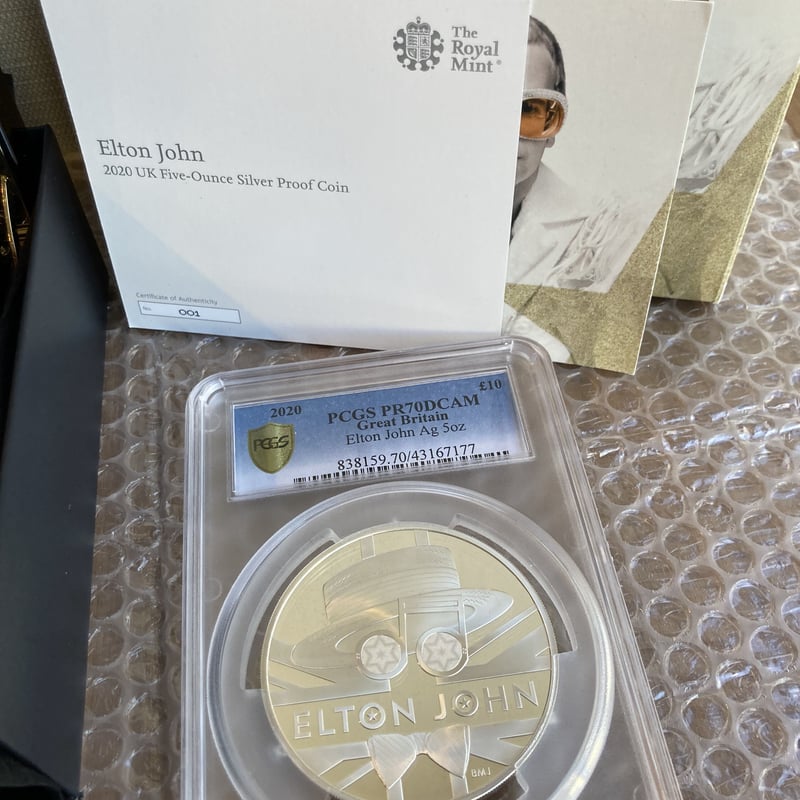 The
Royal
Mint®
Elton John
2020 UK Five-Ounce Silver Proof Coin
Certificate of Authenticity
No. 001
2020 PCGS PR70DCAM £10
Great Britain
Elton John Ag 5oz
PCGS
838159.70/43167177
ELTON JOHN
BMJ